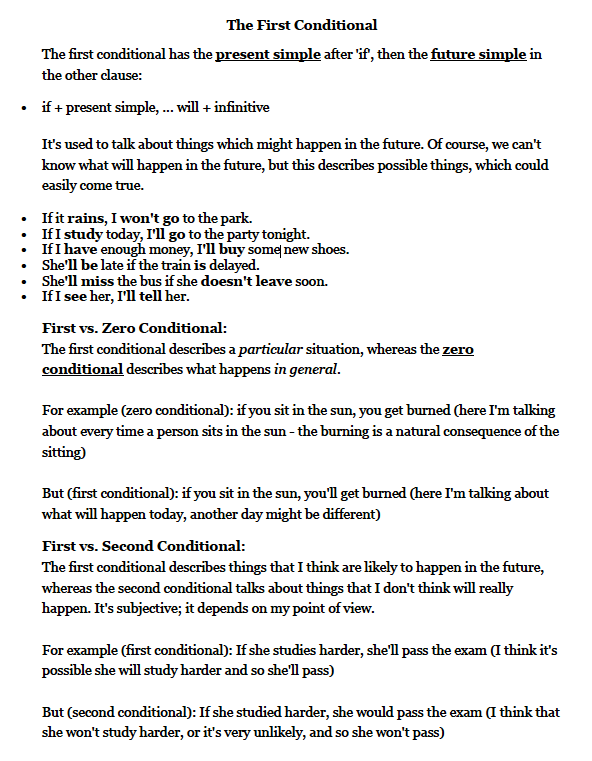 The First Conditional
The first conditional has the present simple after 'if', then the future simple in
the other clause:
• if + present simple, ... will + infinitive
It's used to talk about things which might happen in the future. Of course, we can't
know what will happen in the future, but this describes possible things, which could
easily come true.
• If it rains, I won't go to the park.
• If I study today, I'll go to the party tonight.
• If I have enough money, I'll buy some new shoes.
• She'll be late if the train is delayed.
• She'll miss the bus if she doesn't leave soon.
• If I see her, I'll tell her.
First vs. Zero Conditional:
The first conditional describes a particular situation, whereas the zero
conditional describes what happens in general.
For example (zero conditional): if you sit in the sun, you get burned (here I'm talking
about every time a person sits in the sun - the burning is a natural consequence of the
sitting)
But (first conditional): if you sit in the sun, you'll get burned (here I'm talking about
what will happen today, another day might be different)
First vs. Second Conditional:
The first conditional describes things that I think are likely to happen in the future,
whereas the second conditional talks about things that I don't think will really
happen. It's subjective; it depends on my point of view.
For example (first conditional): If she studies harder, she'll pass the exam (I think it's
possible she will study harder and so she'll pass)
But (second conditional): If she studied harder, she would pass the exam (I think that
she won't study harder, or it's very unlikely, and so she won't pass)